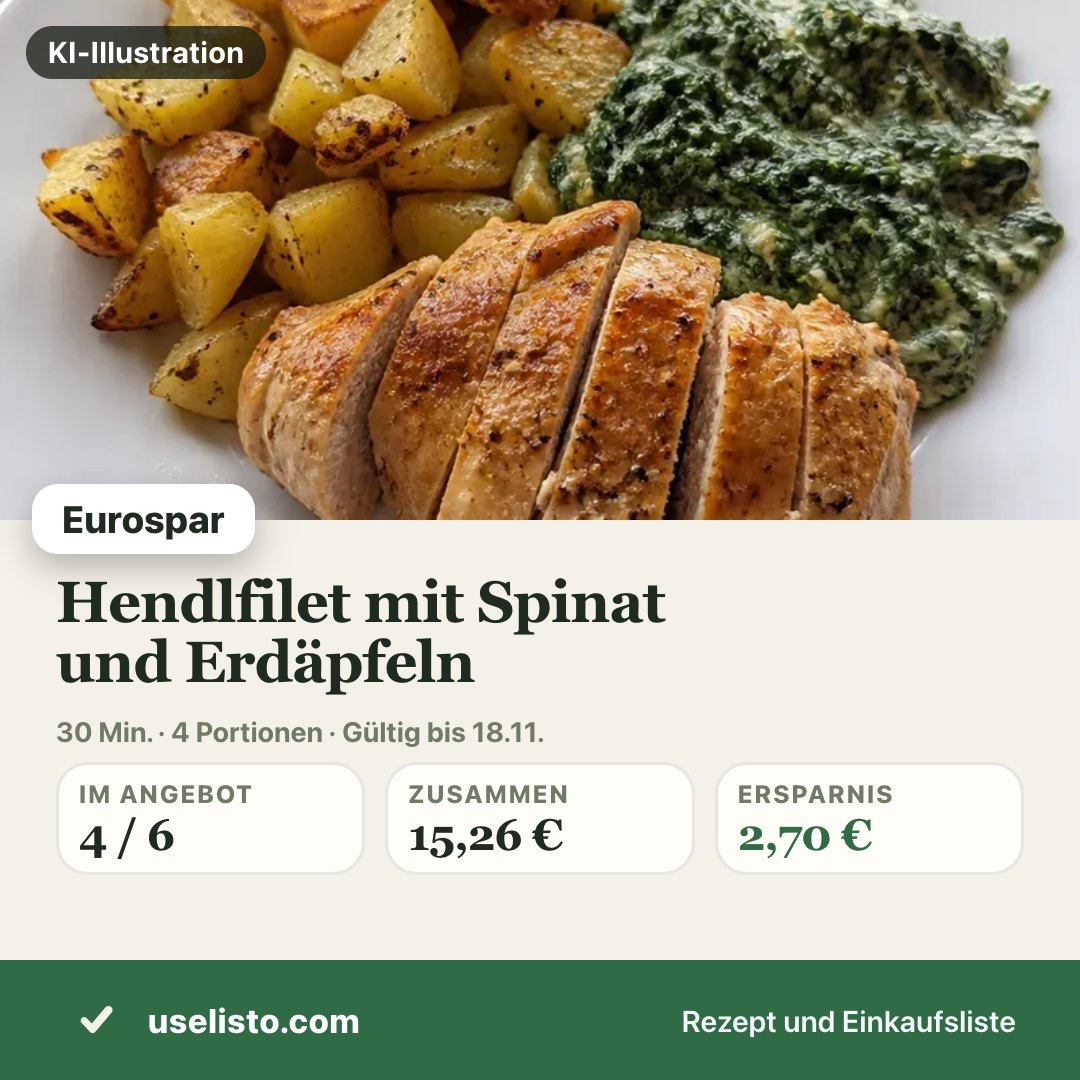 KI-Illustration
Eurospar
Hendlfilet mit Spinat
und Erdäpfeln
30 Min. · 4 Portionen · Gültig bis 18.11.
IM ANGEBOT
4 / 6
ZUSAMMEN
15,26 €
ERSPARNIS
2,70 €
uselisto.com
Rezept und Einkaufsliste